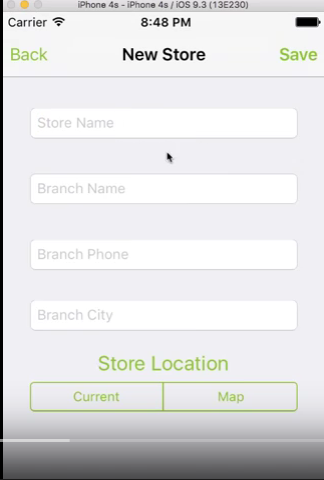 iPhone 4s - iPhone 4s / iOS 9.3 (13E230)
Carrier 8:48 PM
Back New Store Save
Store Name
Branch Name
Branch Phone
Branch City
Store Location
Current Map